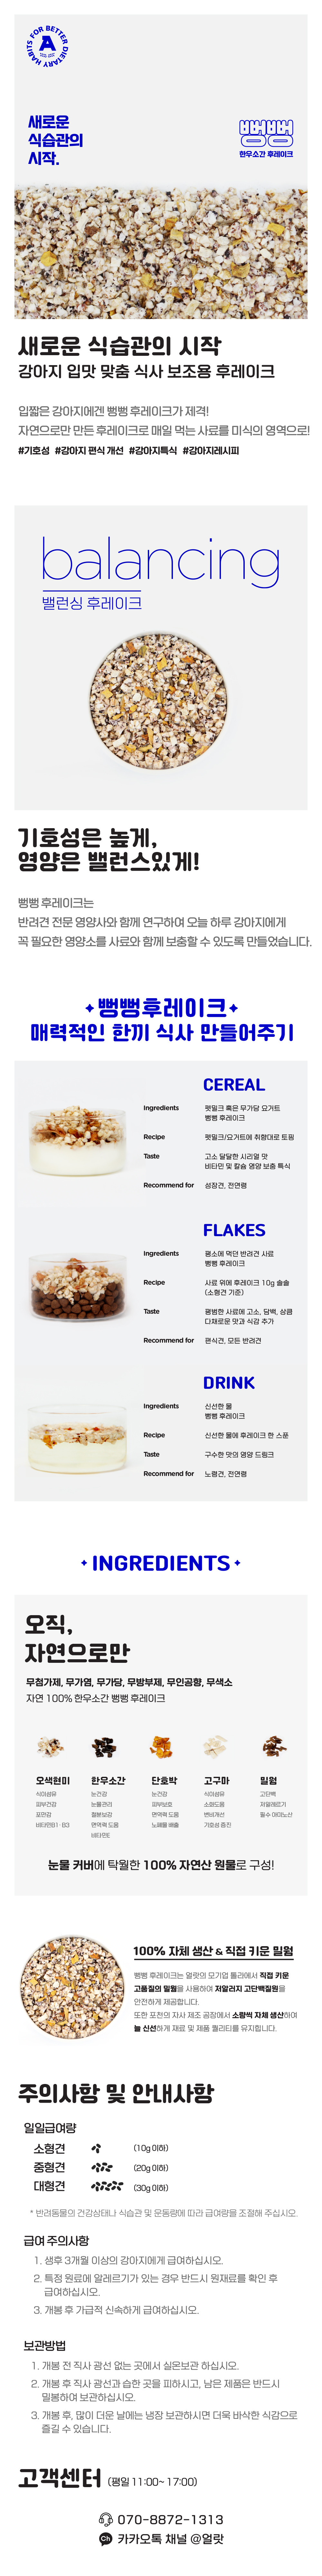 FOR BETTER DIETARY HABITS
A
새로운
식습관의
시작.
뻥뻥
한우소간 후레이크
새로운 식습관의 시작
강아지 입맛 맞춤 식사 보조용 후레이크
입짧은 강아지에겐 뻥뻥 후레이크가 제격!
자연으로만 만든 후레이크로 매일 먹는 사료를 미식의 영역으로!
#기호성 #강아지 편식 개선 #강아지특식 #강아지레시피
balancing
밸런싱 후레이크
기호성은 높게,
영양은 밸런스있게!
뻥뻥 후레이크는
반려견 전문 영양사와 함께 연구하여 오늘 하루 강아지에게
꼭 필요한 영양소를 사료와 함께 보충할 수 있도록 만들었습니다.
뻥뻥후레이크
매력적인 한끼 식사 만들어주기
CEREAL
Ingredients 펫밀크 혹은 무가당 요거트
뻥뻥 후레이크
Recipe 펫밀크/요거트에 취향대로 토핑
Taste 고소 달달한 시리얼 맛
비타민 및 칼슘 영양 보충 특식
Recommend for 성장견, 전연령
FLAKES
Ingredients 평소에 먹던 반려견 사료
뻥뻥 후레이크
Recipe 사료 위에 후레이크 10g 솔솔
(소형견 기준)
Taste 평범한 사료에 고소, 담백, 상큼
다채로운 맛과 식감 추가
Recommend for 편식견, 모든 반려견
DRINK
Ingredients 신선한 물
뻥뻥 후레이크
Recipe 신선한 물에 후레이크 한 스푼
Taste 구수한 맛의 영양 드링크
Recommend for 노령견, 전연령
INGREDIENTS
오직,
자연으로만
무첨가제, 무가염, 무가당, 무방부제, 무인공향, 무색소
자연 100% 한우소간 뻥뻥 후레이크
오색현미 한우소간 단호박 고구마 밀웜
식이섬유 눈건강 눈건강 식이섬유 고단백
피부건강 눈물관리 피부보호 소화도움 저알레르기
포만감 철분보감 면역력 도움 변비개선 필수 아미노산
비타민B1·B3 면역력 도움 노폐물 배출 기호성 증진
비타민E
눈물 커버에 탁월한 100% 자연산 원물로 구성!
100% 자체 생산 & 직접 키운 밀웜
뻥뻥 후레이크는 얼랏의 모기업 툴라에서 직접 키운
고품질의 밀웜을 사용하여 저알러지 고단백질원을
안전하게 제공합니다.
또한 포천의 자사 제조 공장에서 소량씩 자체 생산하여
늘 신선하게 재료 및 제품 퀄리티를 유지합니다.
주의사항 및 안내사항
일일급여량
소형견 (10g 이하)
중형견 (20g 이하)
대형견 (30g 이하)
* 반려동물의 건강상태나 식습관 및 운동량에 따라 급여량을 조절해 주십시오.
급여 주의사항
1. 생후 3개월 이상의 강아지에게 급여하십시오.
2. 특정 원료에 알레르기가 있는 경우 반드시 원재료를 확인 후
급여하십시오.
3. 개봉 후 가급적 신속하게 급여하십시오.
보관방법
1. 개봉 전 직사 광선 없는 곳에서 실온보관 하십시오.
2. 개봉 후 직사 광선과 습한 곳을 피하시고, 남은 제품은 반드시
밀봉하여 보관하십시오.
3. 개봉 후, 많이 더운 날에는 냉장 보관하시면 더욱 바삭한 식감으로
즐길 수 있습니다.
고객센터 (평일 11:00~ 17:00)
070-8872-1313
Ch 카카오톡 채널 @얼랏